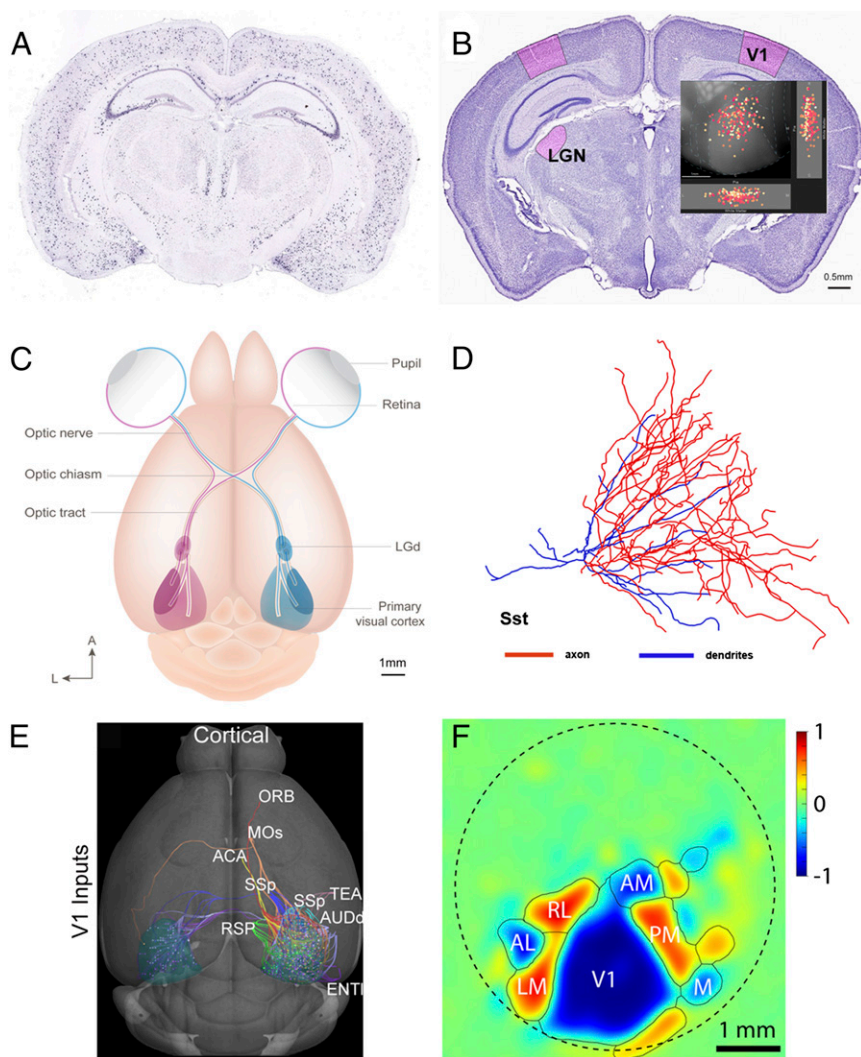 A
B
V1
LGN
0.5mm
C
Pupil
Retina
Optic nerve
Optic chiasm
Optic tract
LGd
Primary
visual cortex
A
L
1mm
D
Sst
axon
dendrites
E
Cortical
V1 Inputs
ORB
MOs
ACA
SSp
SSp
TEA
RSP
AUDd
ENTl
F
1
0
-1
AM
RL
AL
PM
LM
V1
M
1 mm